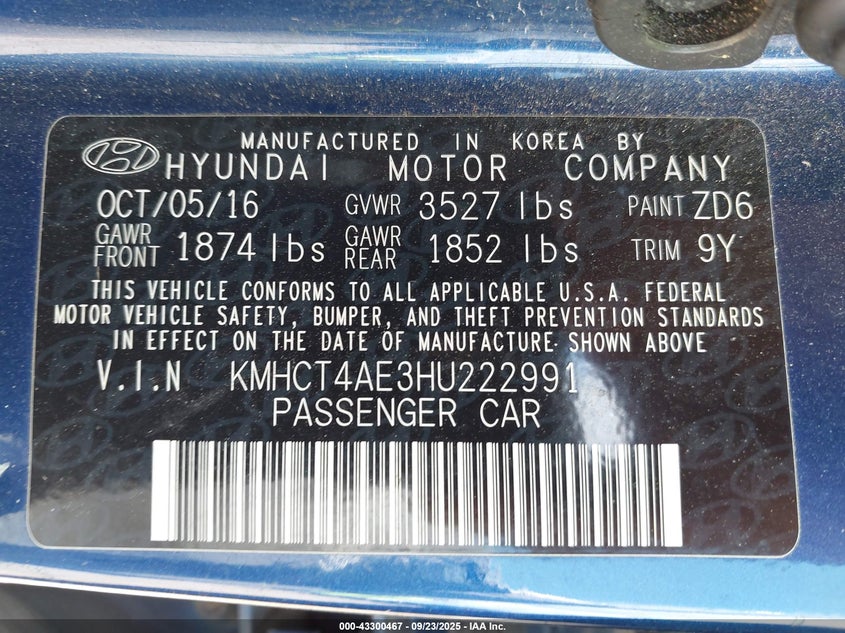 MANUFACTURED IN KOREA BY
HYUNDAI MOTOR COMPANY
OCT/05/16 GVWR 3527 lbs PAINT ZD6
GAWR FRONT 1874 lbs GAWR REAR 1852 lbs TRIM 9Y
THIS VEHICLE CONFORMS TO ALL APPLICABLE U.S.A. FEDERAL
MOTOR VEHICLE SAFETY, BUMPER, AND THEFT PREVENTION STANDARDS
IN EFFECT ON THE DATE OF MANUFACTURE SHOWN ABOVE
V.I.N KMHCT4AE3HU222991
PASSENGER CAR
000-43300467 - 09/23/2025 - IAA Inc.